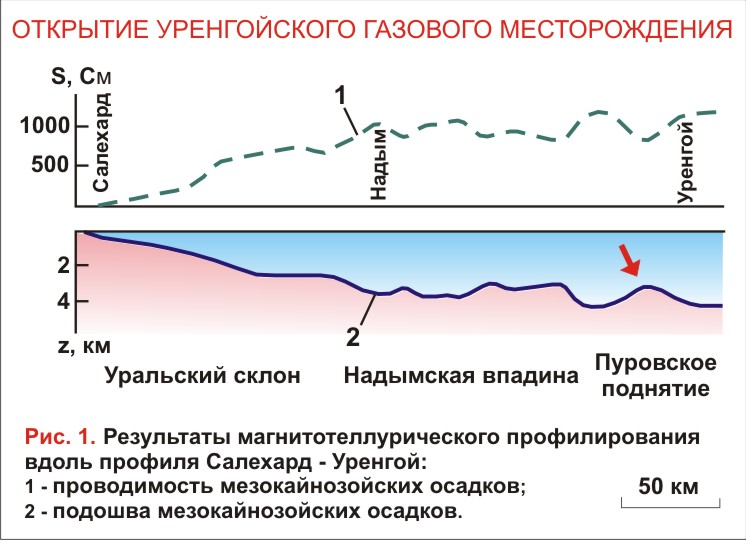 ОТКРЫТИЕ УРЕНГОЙСКОГО ГАЗОВОГО МЕСТОРОЖДЕНИЯ
S, См
1
1000
500
Салехард
Надым
Уренгой
2
4
z, км
2
Уральский склон
Надымская впадина
Пуровское
поднятие
Рис. 1. Результаты магнитотеллурического профилирования
вдоль профиля Салехард - Уренгой:
1 - проводимость мезокайнозойских осадков;
2 - подошва мезокайнозойских осадков.
50 км